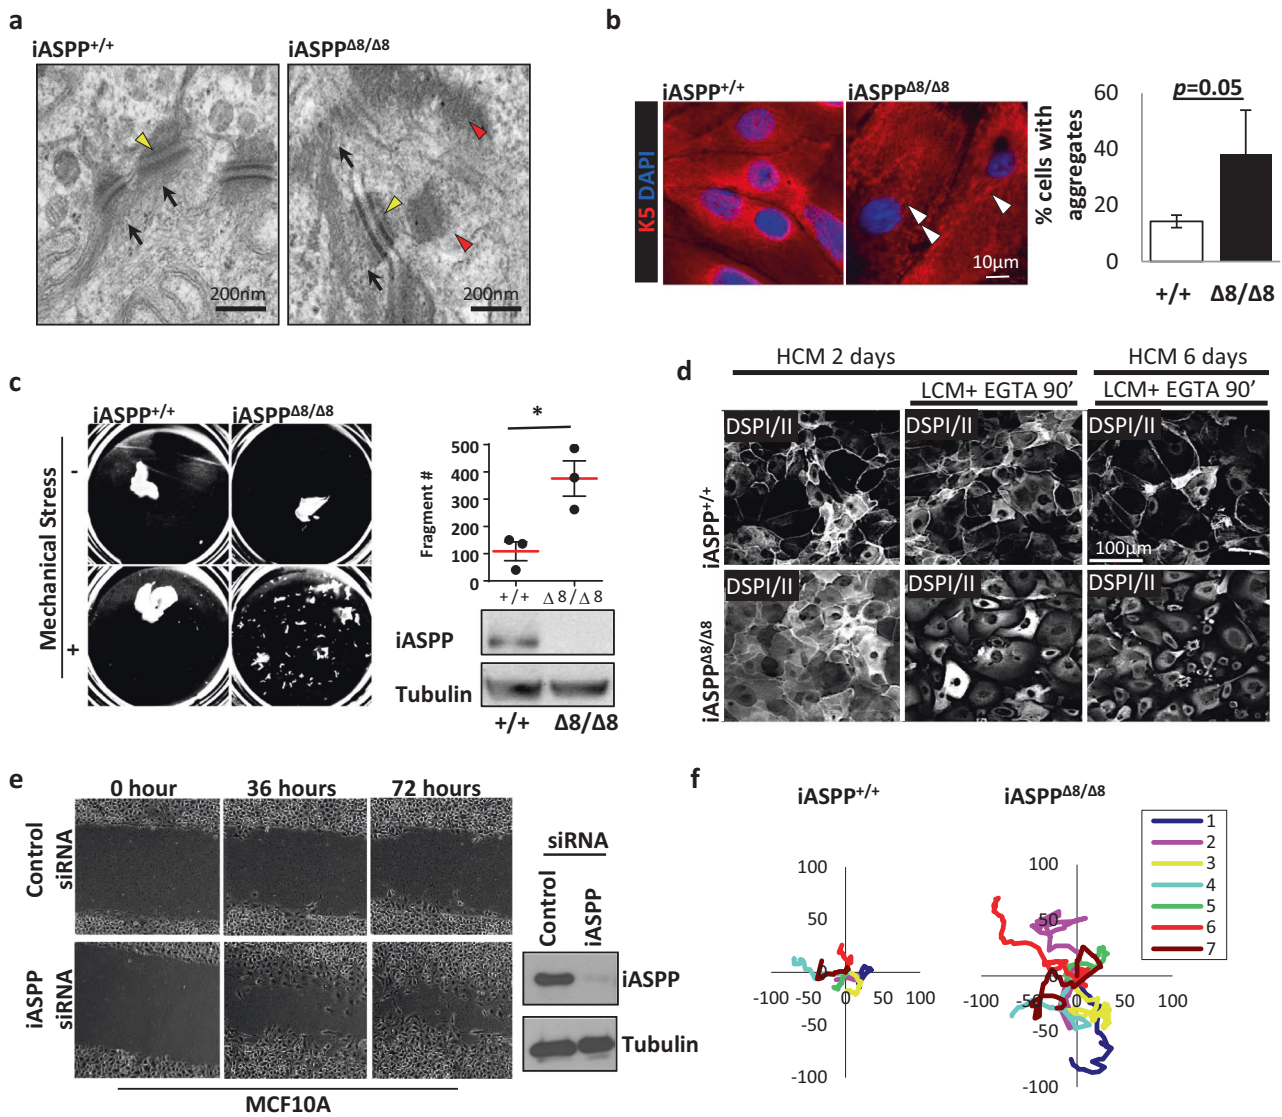 a
iASPP+/+
iASPPΔ8/Δ8
200nm
200nm
b
iASPP+/+
iASPPΔ8/Δ8
K5 DAPI
10µm
% cells with
aggregates
60
40
20
0
p=0.05
+/+
Δ8/Δ8
c
iASPP+/+
iASPPΔ8/Δ8
Mechanical Stress
-
+
*
Fragment #
500
400
300
200
100
0
+/+
Δ8/Δ8
iASPP
Tubulin
+/+
Δ8/Δ8
d
HCM 2 days
HCM 6 days
LCM+ EGTA 90'
LCM+ EGTA 90'
iASPP+/+
DSPI/II
DSPI/II
DSPI/II
100µm
iASPPΔ8/Δ8
DSPI/II
DSPI/II
DSPI/II
e
0 hour
36 hours
72 hours
Control
siRNA
iASPP
siRNA
MCF10A
siRNA
Control
iASPP
iASPP
Tubulin
f
iASPP+/+
100
50
0
-100 -50 0 50 100
-50
-100
iASPPΔ8/Δ8
100
50
0
-100 -50 0 50 100
-50
-100
1
2
3
4
5
6
7